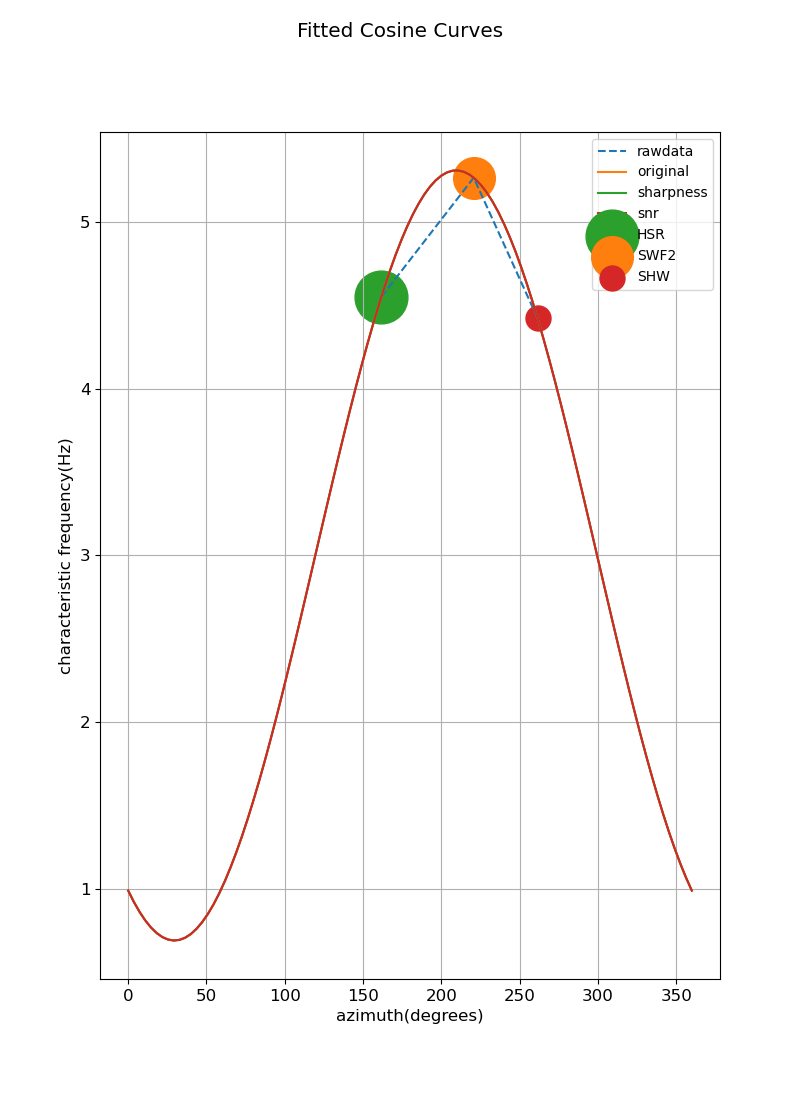 Fitted Cosine Curves
rawdata
original
sharpness
snr
HSR
SWF2
SHW
characteristic frequency(Hz)
5
4
3
2
1
0 50 100 150 200 250 300 350
azimuth(degrees)